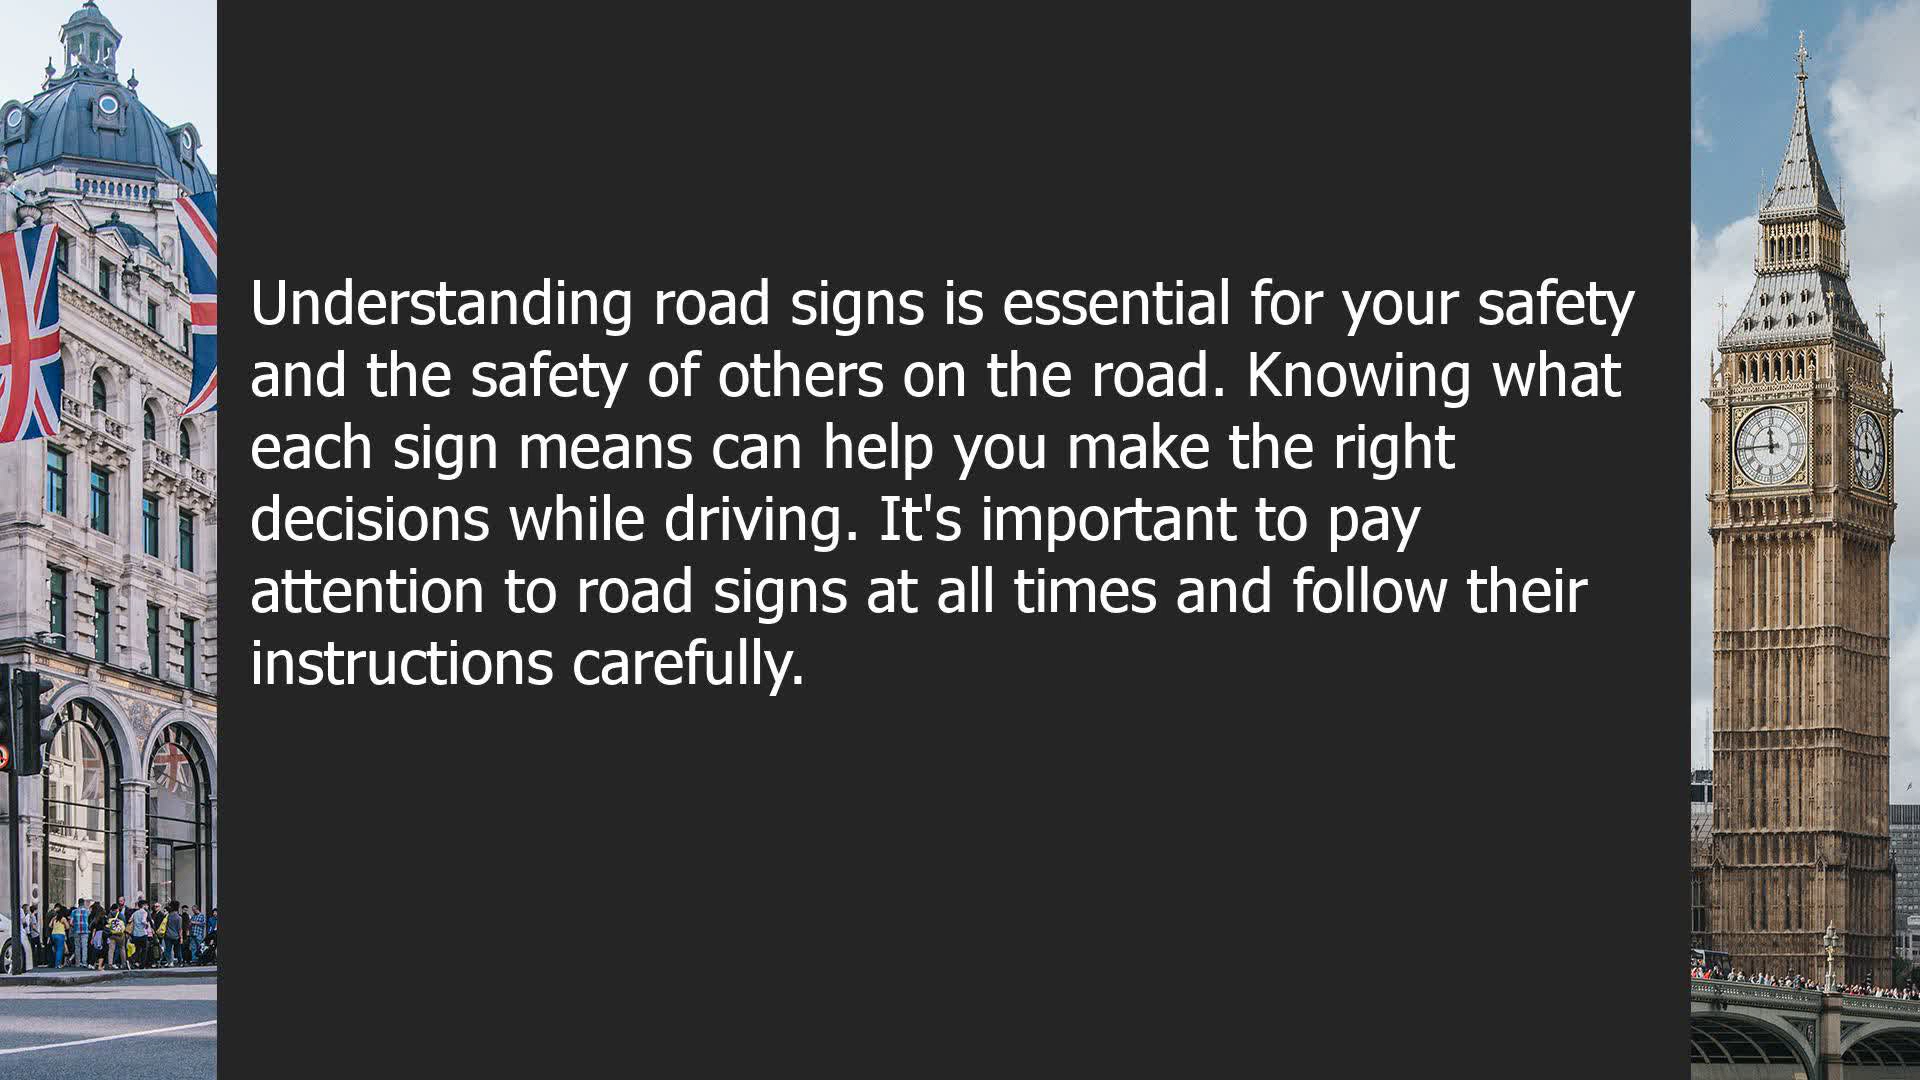 Understanding road signs is essential for your safety
and the safety of others on the road. Knowing what
each sign means can help you make the right
decisions while driving. It's important to pay
attention to road signs at all times and follow their
instructions carefully.